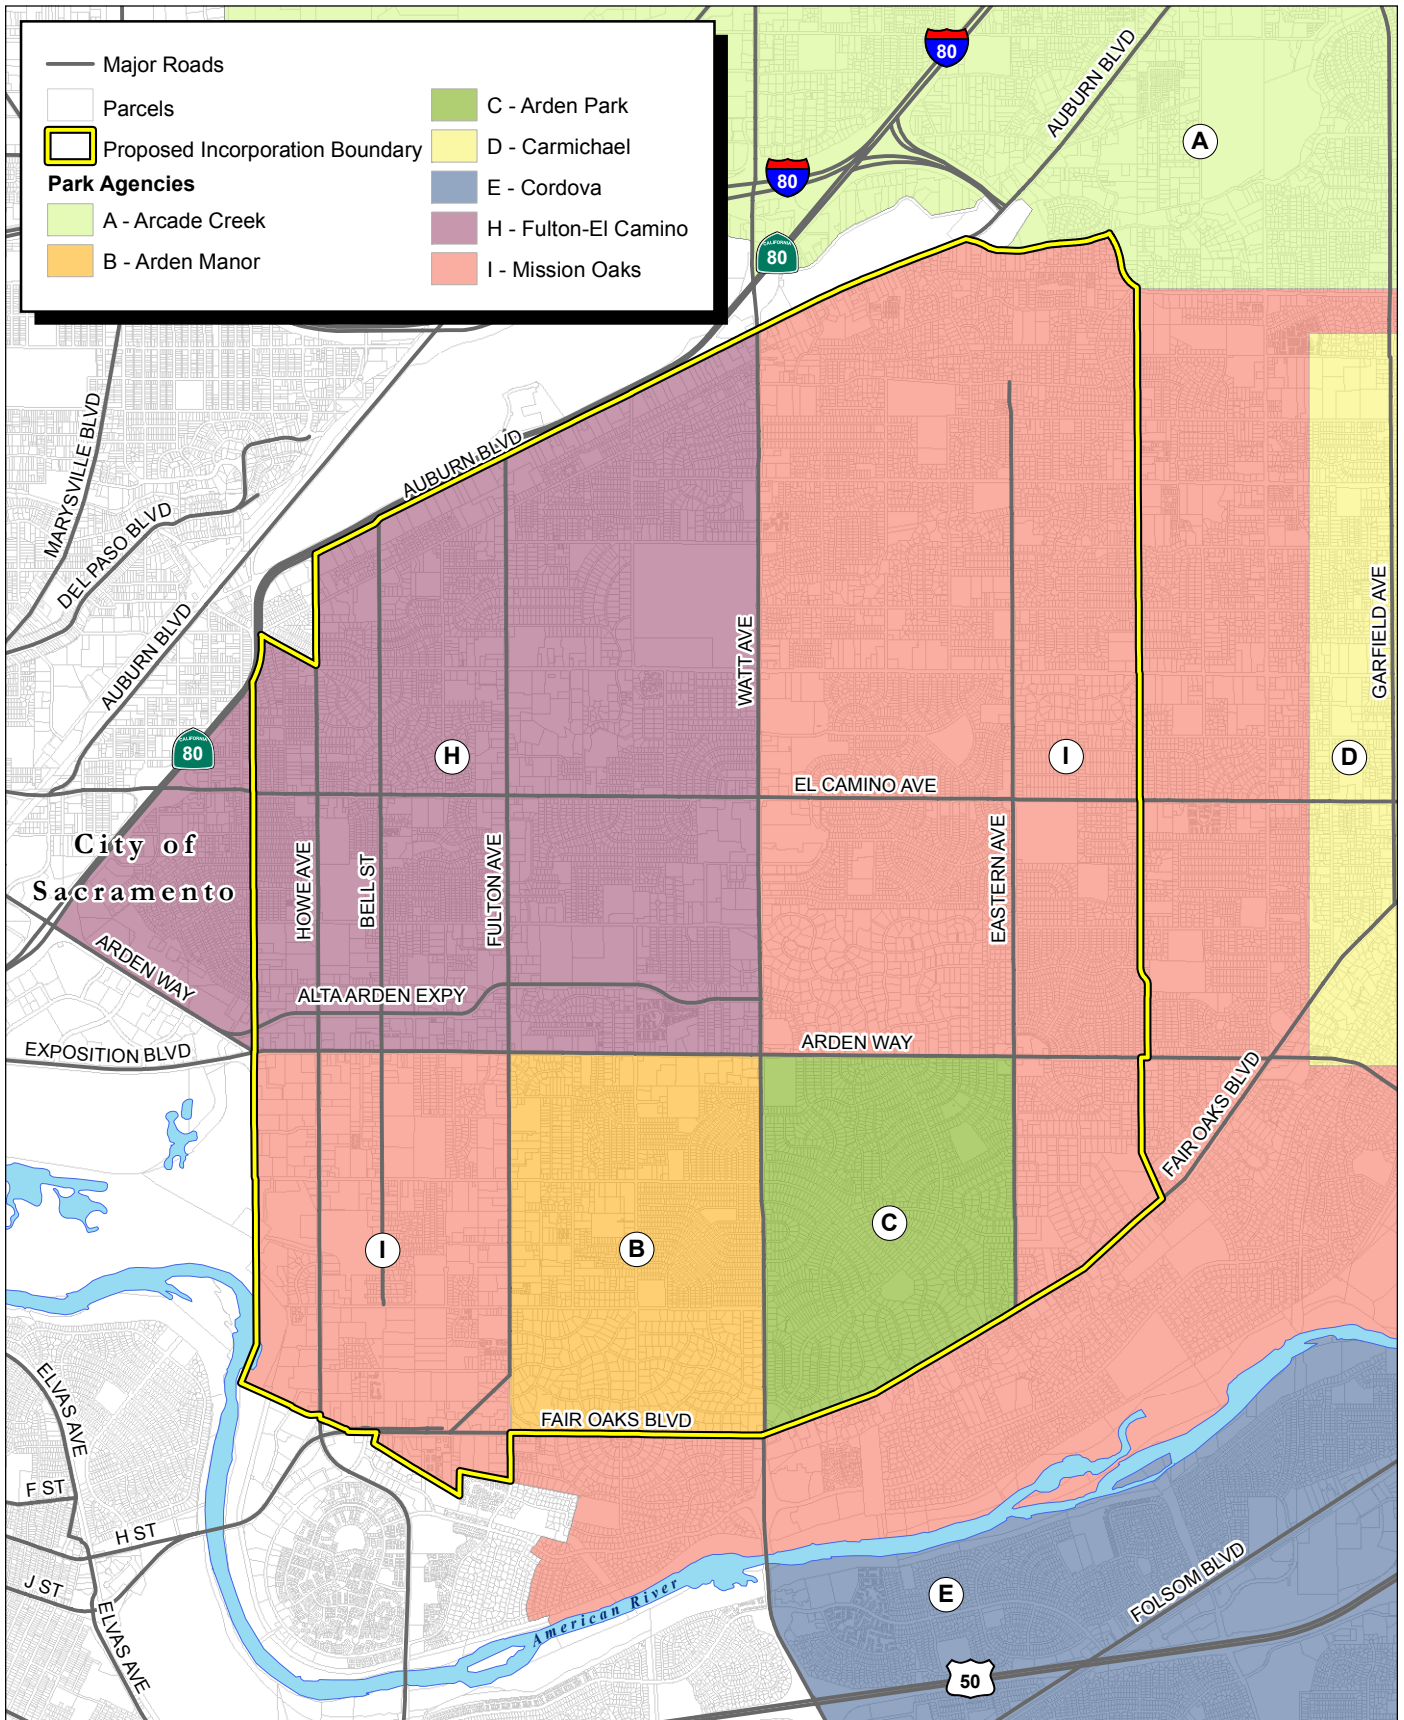 Major Roads
Parcels
Proposed Incorporation Boundary
Park Agencies
A - Arcade Creek
B - Arden Manor
C - Arden Park
D - Carmichael
E - Cordova
H - Fulton-El Camino
I - Mission Oaks
80
AUBURN BLVD
A
80
CALIFORNIA
80
MARYSVILLE BLVD
DEL PASO BLVD
AUBURN BLVD
AUBURN BLVD
GARFIELD AVE
WATT AVE
CALIFORNIA
80
H
I
D
EL CAMINO AVE
City of
Sacramento
HOWE AVE
BELL ST
FULTON AVE
EASTERN AVE
ARDEN WAY
ALTA ARDEN EXPY
EXPOSITION BLVD
ARDEN WAY
FAIR OAKS BLVD
I
B
C
ELVAS AVE
FAIR OAKS BLVD
F ST
H ST
J ST
ELVAS AVE
American River
E
FOLSOM BLVD
50